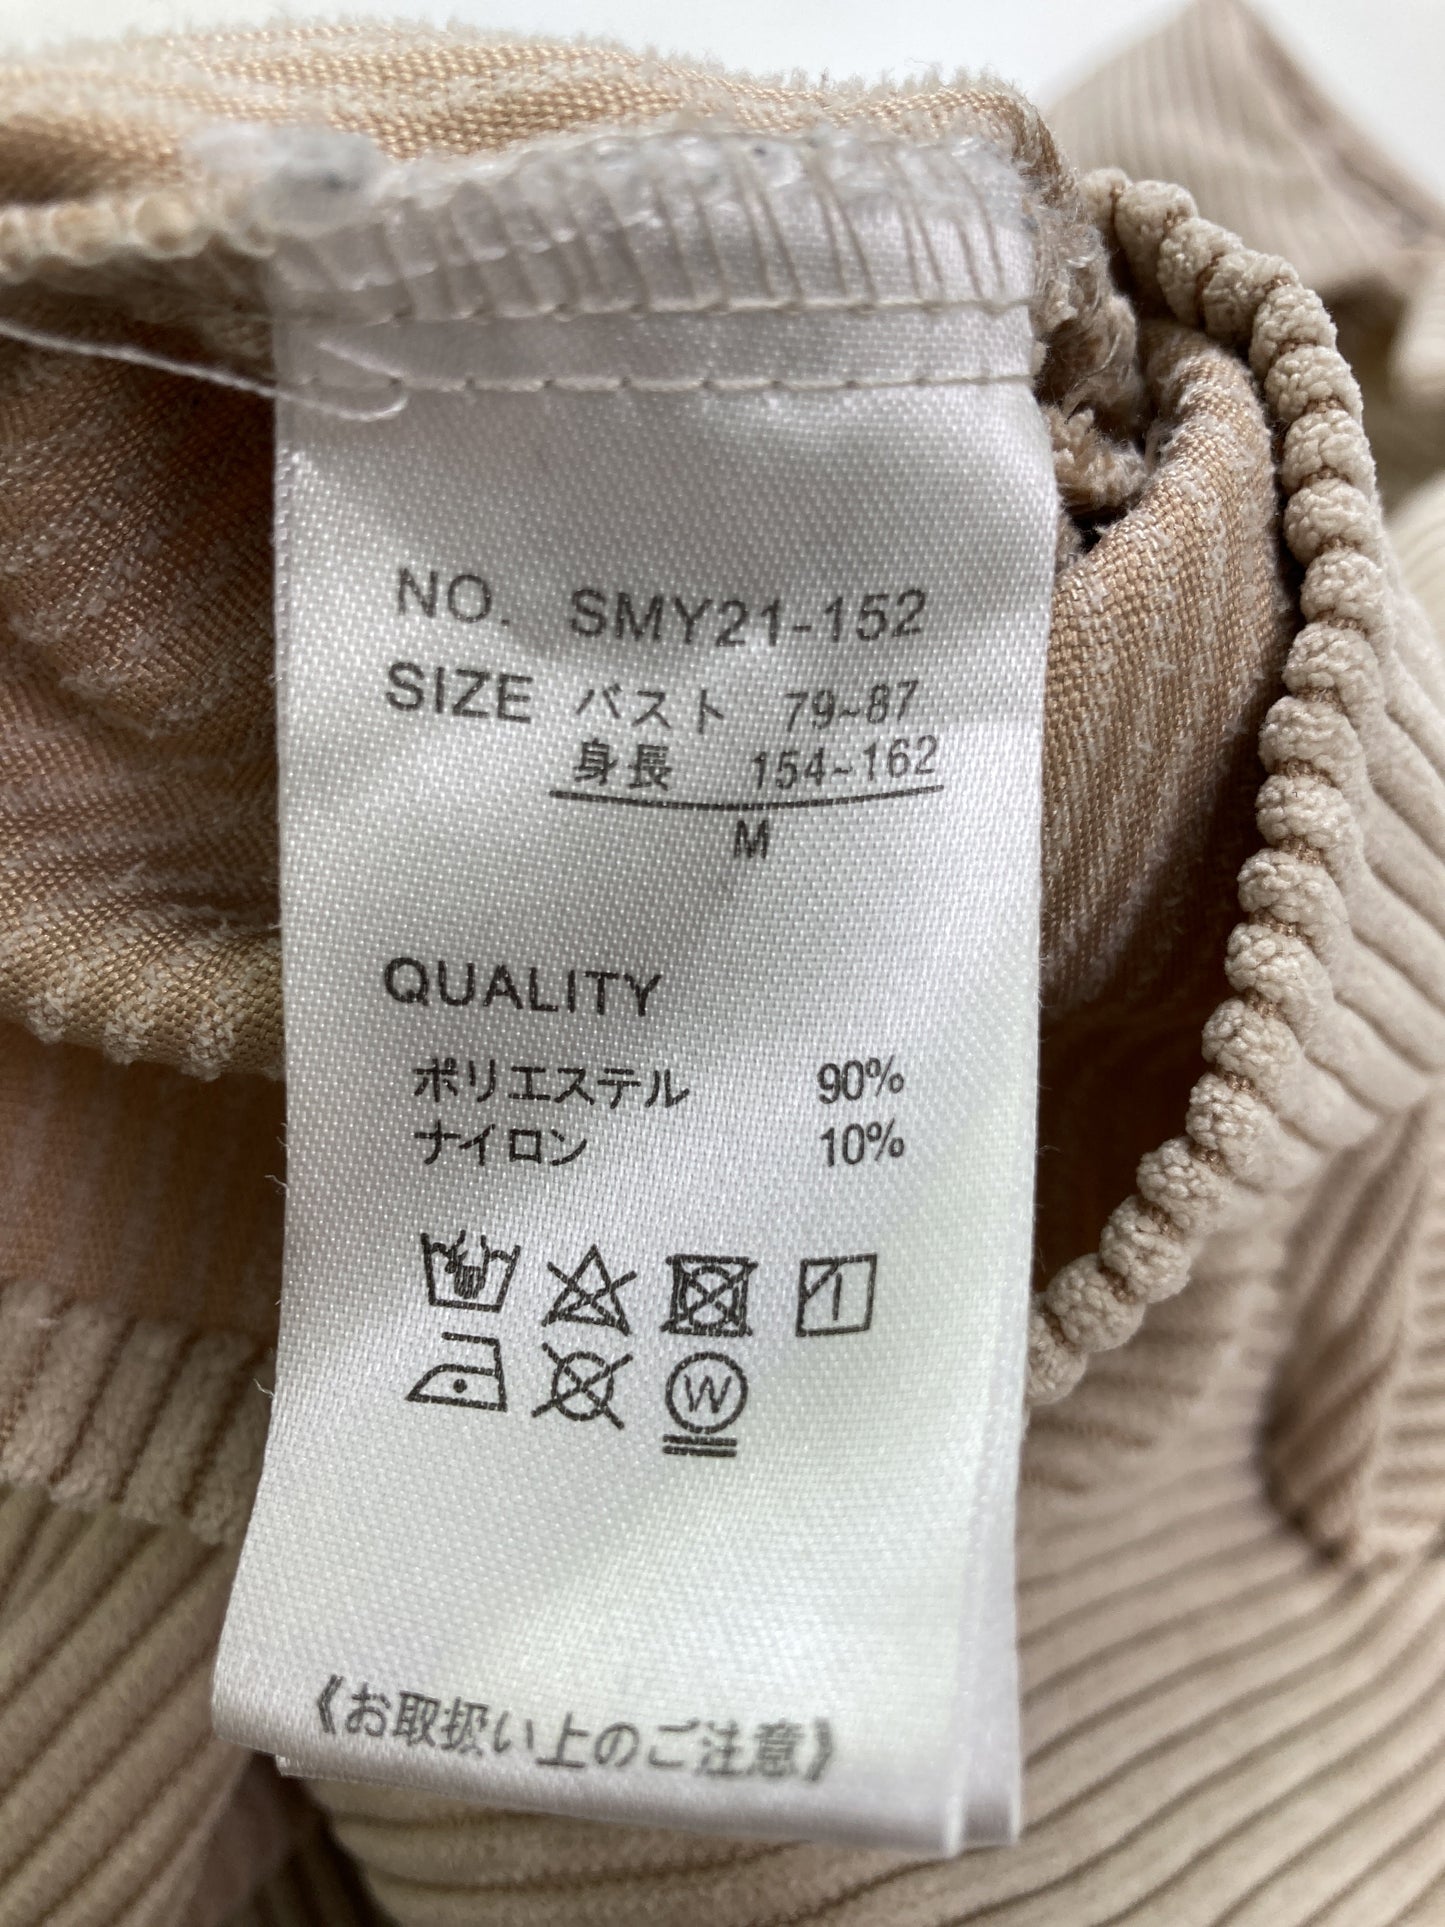 NO. SMY21-152
SIZE バスト 79~87
身長 154~162
M
QUALITY
ポリエステル 90%
ナイロン 10%
W
《お取扱い上のご注意》